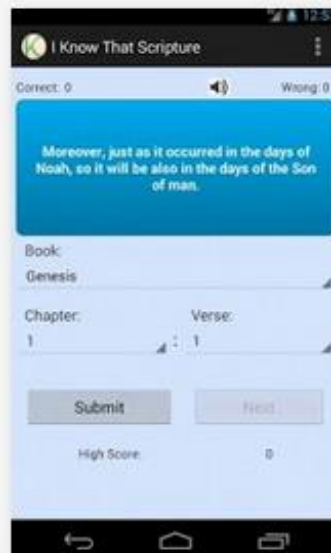 12:5
I Know That Scripture
Correct: 0 Wrong: 0
Moreover, just as it occurred in the days of
Noah, so it will be also in the days of the Son
of man.
Book:
Genesis
Chapter: Verse:
1 : 1
Submit Next
High Score: 0